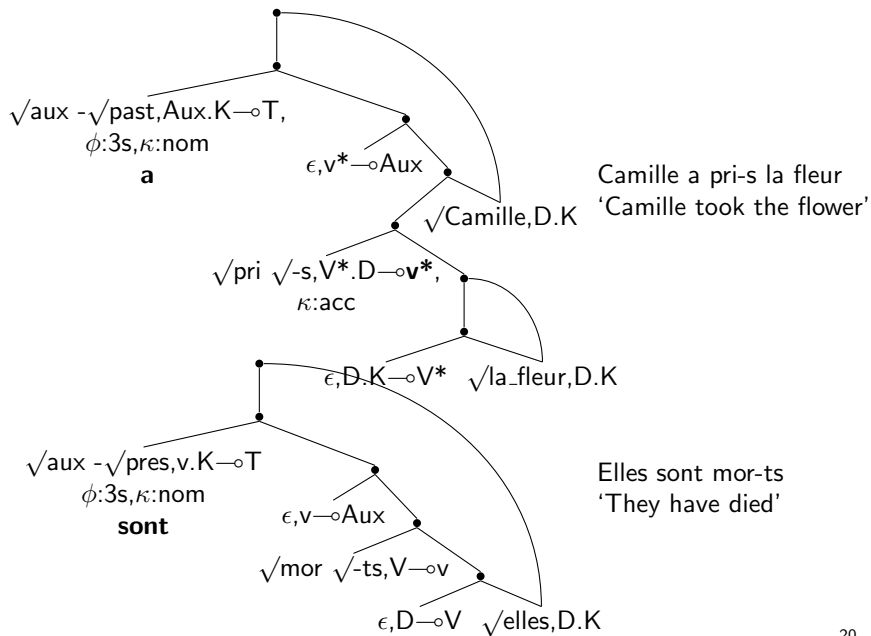 √aux -√past,Aux.K⊸T,
ϕ:3s,κ:nom
a
ϵ,v*⊸Aux
√Camille,D.K
Camille a pri-s la fleur
'Camille took the flower'
√pri √-s,V*.D⊸v*,
κ:acc
ϵ,D.K⊸V* √la_fleur,D.K
√aux -√pres,v.K⊸T
ϕ:3s,κ:nom
sont
ϵ,v⊸Aux
Elles sont mor-ts
'They have died'
√mor √-ts,V⊸v
ϵ,D⊸V √elles,D.K
20